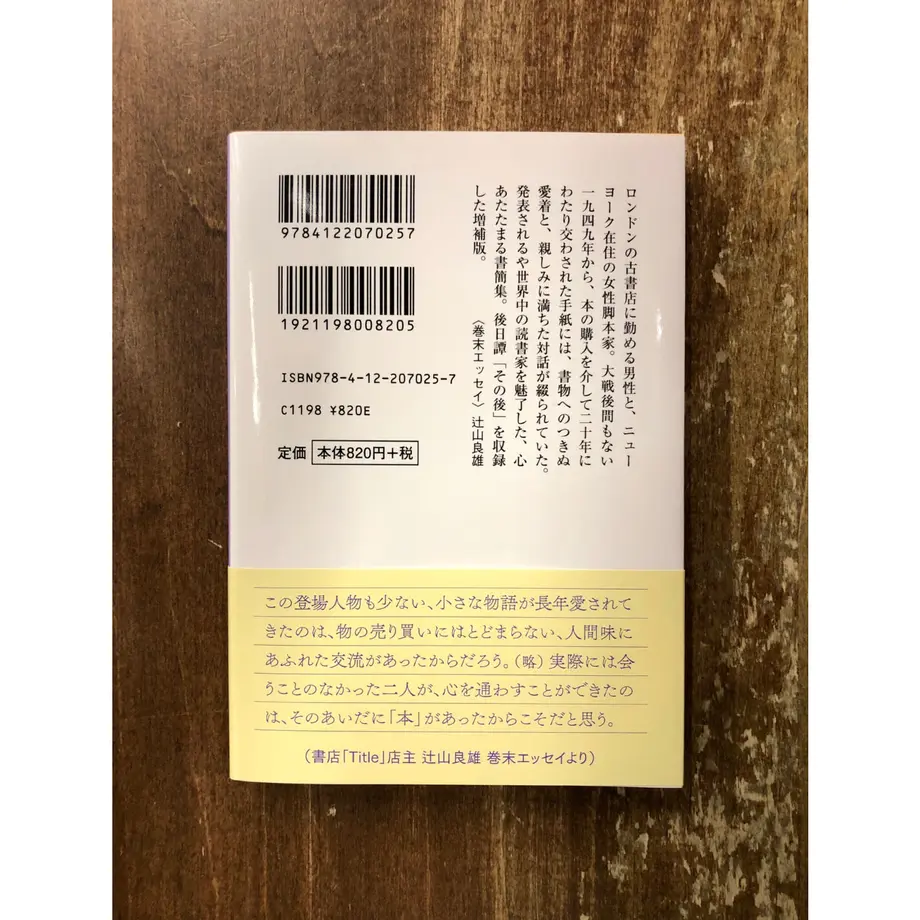 9784122070257
1921198008205
ISBN978-4-12-207025-7
C1198 ¥820E
定価 本体820円+税
ロンドンの古書店に勤める男性と、ニュー
ヨーク在住の女性脚本家。大戦後間もない
一九四九年から、本の購入を介して二十年に
わたり交わされた手紙には、書物へのつきぬ
愛着と、親しみに満ちた対話が綴られていた。
発表されるや世界中の読書家を魅了した、心
あたたまる書簡集。後日譚「その後」を収録
した増補版。
〈巻末エッセイ〉辻山良雄
この登場人物も少ない、小さな物語が長年愛されて
きたのは、物の売り買いにはとどまらない、人間味に
あふれた交流があったからだろう。(略)実際には会
うことのなかった二人が、心を通わすことができたの
は、そのあいだに「本」があったからこそだと思う。
(書店「Title」店主 辻山良雄 巻末エッセイより)